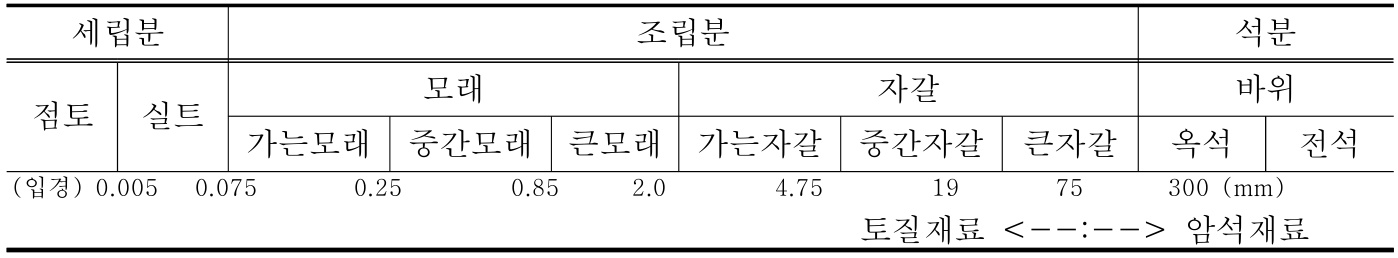 세립분 조립분 석분
점토 실트 모래 자갈 바위
가는모래 중간모래 큰모래 가는자갈 중간자갈 큰자갈 옥석 전석
(입경) 0.005 0.075 0.25 0.85 2.0 4.75 19 75 300 (mm)
토질재료 <--:--> 암석재료